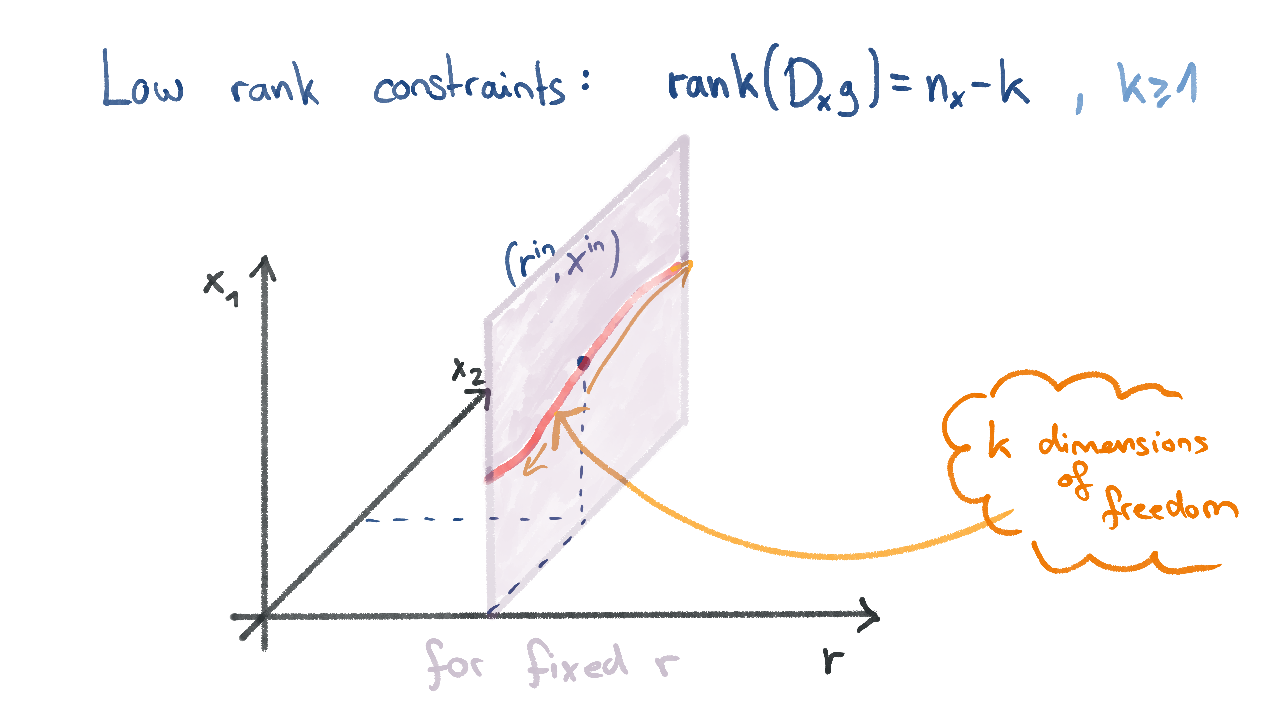 Low rank constraints: rank(Dₓg) = nₓ-k , k≥1
(rⁱⁿ, xⁱⁿ)
x₁
x₂
k dimensions
of
freedom
for fixed r
r